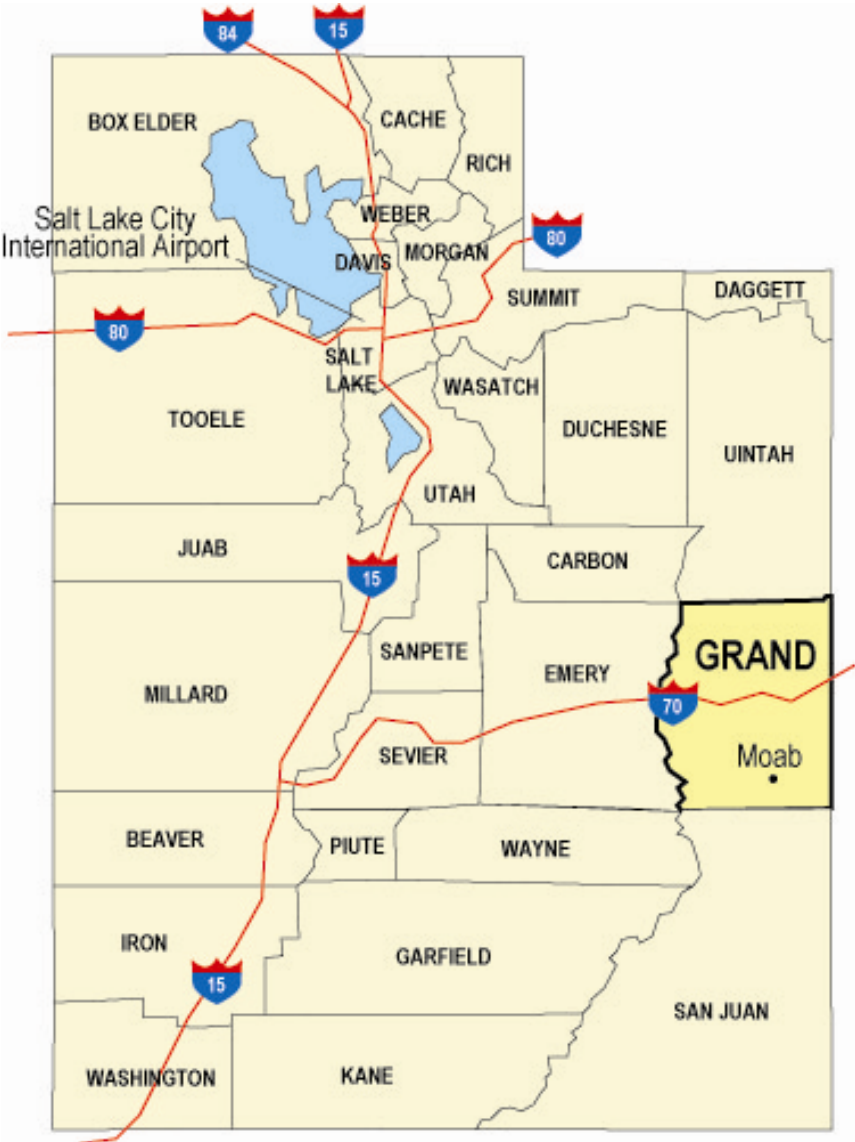 84
15
BOX ELDER
CACHE
RICH
Salt Lake City
International Airport
WEBER
80
MORGAN
DAVIS
SUMMIT
DAGGETT
80
SALT
LAKE
WASATCH
TOOELE
DUCHESNE
UINTAH
UTAH
JUAB
CARBON
15
SANPETE
EMERY
GRAND
MILLARD
70
SEVIER
Moab
BEAVER
PIUTE
WAYNE
IRON
GARFIELD
15
SAN JUAN
WASHINGTON
KANE